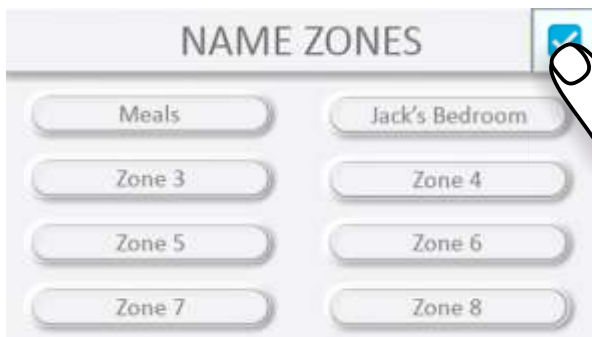 NAME ZONES
Meals
Jack's Bedroom
Zone 3
Zone 4
Zone 5
Zone 6
Zone 7
Zone 8